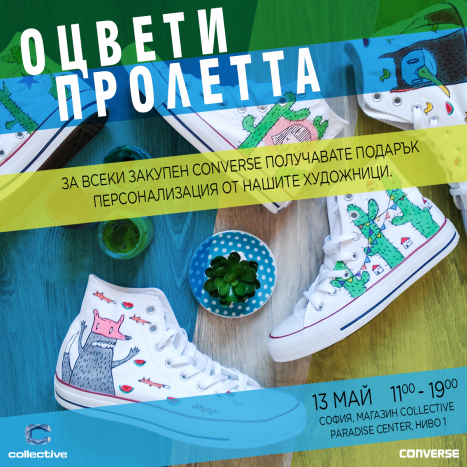 ОЦВЕТИ
ПРОЛЕТТА
ЗА ВСЕКИ ЗАКУПЕН CONVERSE ПОЛУЧАВАТЕ ПОДАРЪК
ПЕРСОНАЛИЗАЦИЯ ОТ НАШИТЕ ХУДОЖНИЦИ.
13 МАЙ 11⁰⁰ - 19⁰⁰
СОФИЯ, МАГАЗИН COLLECTIVE
PARADISE CENTER, НИВО 1
collective
CONVERSE